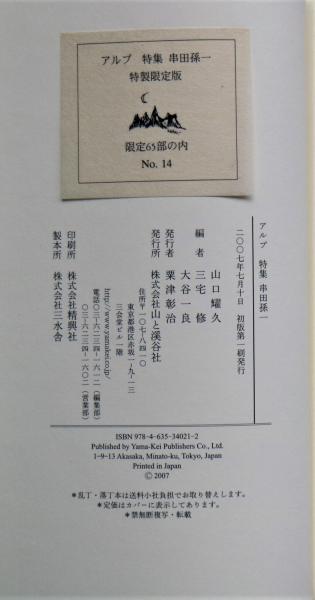 アルプ 特集 串田孫一
特製限定版
限定65部の内
No. 14
アルプ 特集 串田孫一
二〇〇七年七月十日 初版第一刷発行
編者 山口耀久
三宅 修
大谷一良
発行者 栗津彰治
発行所 株式会社山と溪谷社
住所〒一〇七-八四一〇
東京都港区赤坂一-九-一三
三会堂ビル一階
電話〇三-六二三四-一六一二（編集部）
〇三-六二三四-一六〇二（営業部）
http://www.yamakei.co.jp/
印刷所 株式会社精興社
製本所 株式会社三水舎
ISBN 978-4-635-34021-2
Published by Yama-Kei Publishers Co., Ltd.
1-9-13 Akasaka, Minato-ku, Tokyo, Japan
Printed in Japan
© 2007
＊乱丁・落丁本は送料小社負担でお取り替えします。
＊定価はカバーに表示してあります。
＊禁無断複写・転載